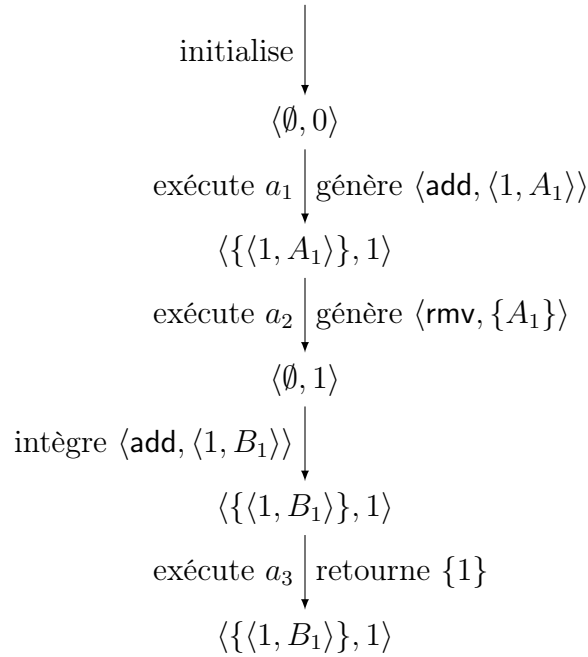 initialise
⟨∅, 0⟩
exécute a₁ génère ⟨add, ⟨1, A₁⟩⟩
⟨{⟨1, A₁⟩}, 1⟩
exécute a₂ génère ⟨rmv, {A₁}⟩
⟨∅, 1⟩
intègre ⟨add, ⟨1, B₁⟩⟩
⟨{⟨1, B₁⟩}, 1⟩
exécute a₃ retourne {1}
⟨{⟨1, B₁⟩}, 1⟩